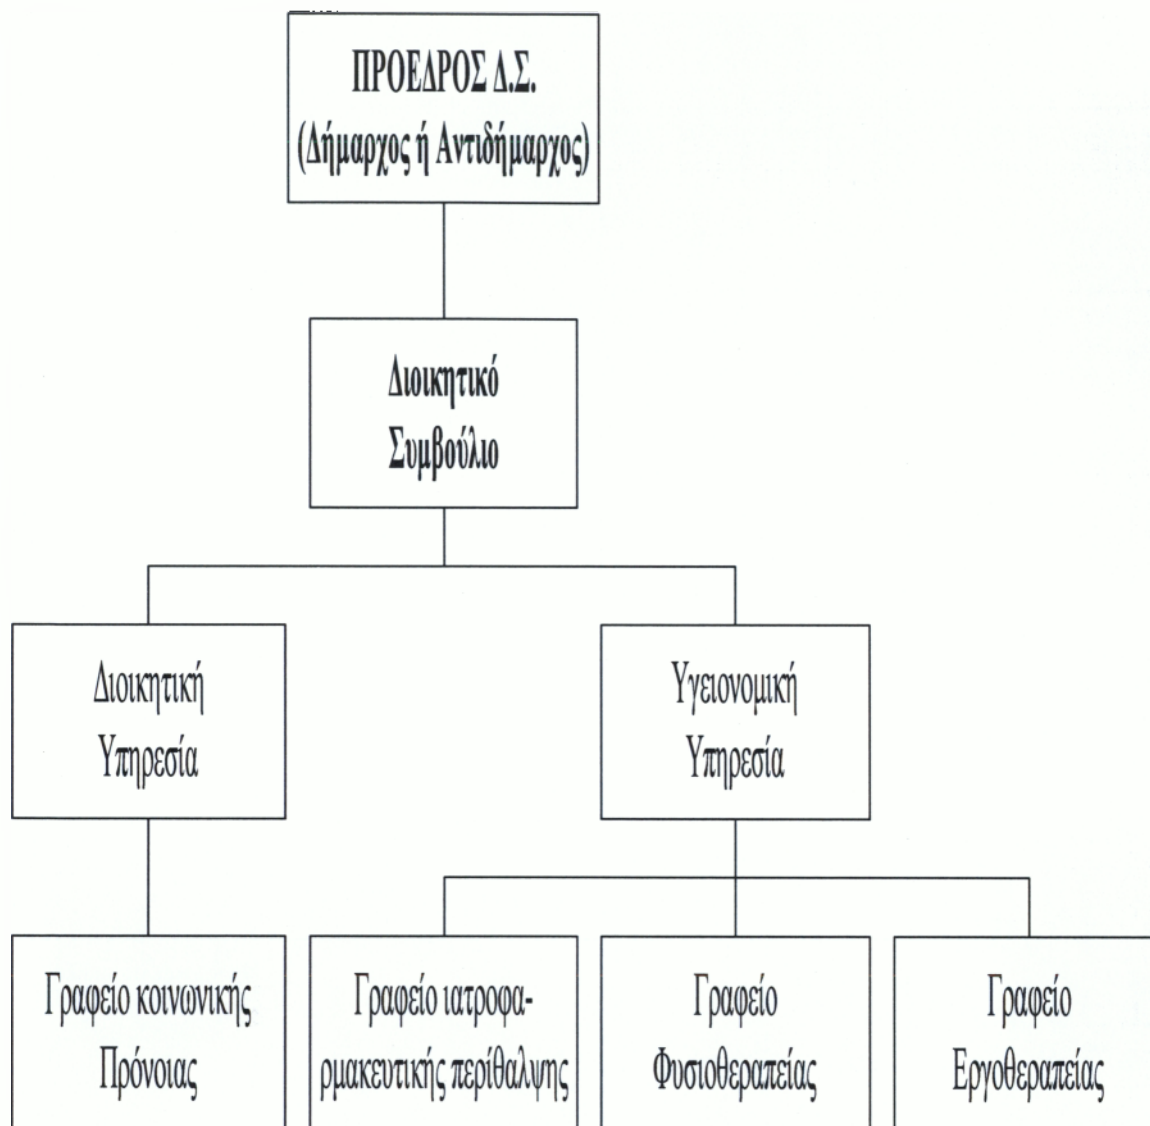 ΠΡΟΕΔΡΟΣ Δ.Σ.
(Δήμαρχος ή Αντιδήμαρχος)
Διοικητικό
Συμβούλιο
Διοικητική
Υπηρεσία
Υγειονομική
Υπηρεσία
Γραφείο κοινωνικής
Πρόνοιας
Γραφείο ιατροφα-
ρμακευτικής περίθαλψης
Γραφείο
Φυσιοθεραπείας
Γραφείο
Εργοθεραπείας